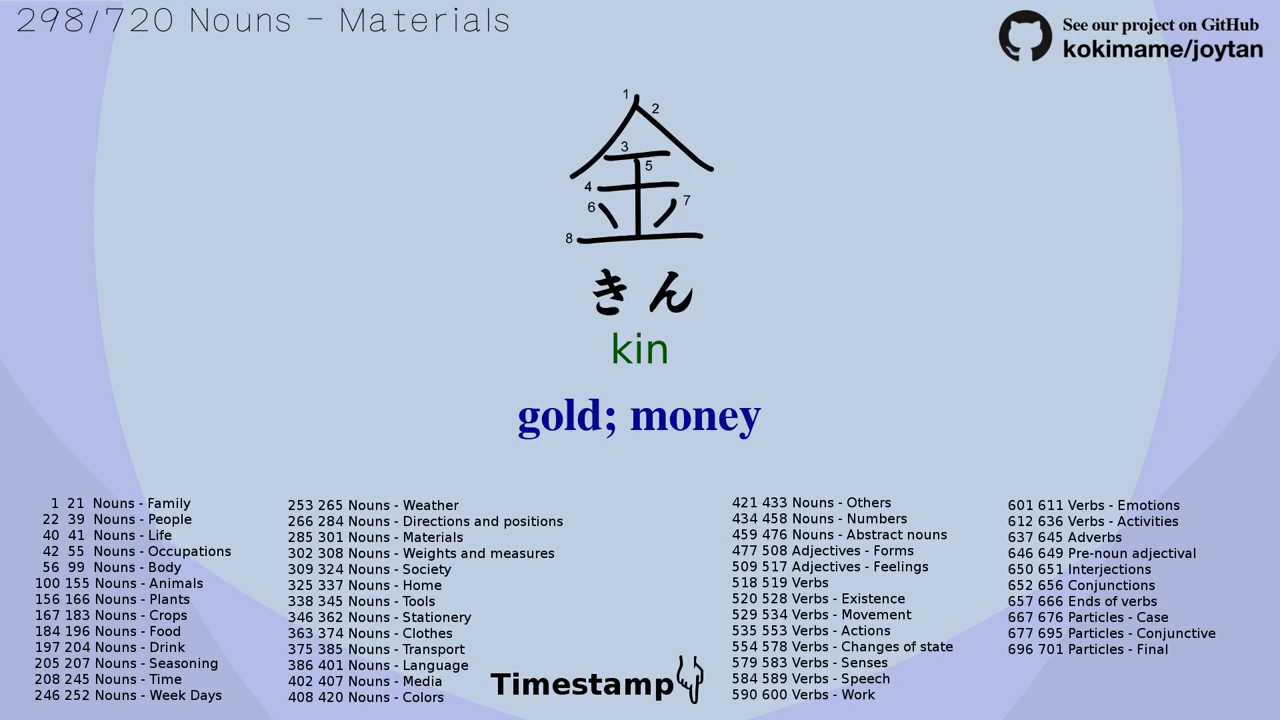 298/720 Nouns - Materials
See our project on GitHub
kokimame/joytan
1
2
3
5
4
6
7
8
金
きん
kin
gold; money
1 21 Nouns - Family
22 39 Nouns - People
40 41 Nouns - Life
42 55 Nouns - Occupations
56 99 Nouns - Body
100 155 Nouns - Animals
156 166 Nouns - Plants
167 183 Nouns - Crops
184 196 Nouns - Food
197 204 Nouns - Drink
205 207 Nouns - Seasoning
208 245 Nouns - Time
246 252 Nouns - Week Days
253 265 Nouns - Weather
266 284 Nouns - Directions and positions
285 301 Nouns - Materials
302 308 Nouns - Weights and measures
309 324 Nouns - Society
325 337 Nouns - Home
338 345 Nouns - Tools
346 362 Nouns - Stationery
363 374 Nouns - Clothes
375 385 Nouns - Transport
386 401 Nouns - Language
402 407 Nouns - Media
408 420 Nouns - Colors
Timestamp
421 433 Nouns - Others
434 458 Nouns - Numbers
459 476 Nouns - Abstract nouns
477 508 Adjectives - Forms
509 517 Adjectives - Feelings
518 519 Verbs
520 528 Verbs - Existence
529 534 Verbs - Movement
535 553 Verbs - Actions
554 578 Verbs - Changes of state
579 583 Verbs - Senses
584 589 Verbs - Speech
590 600 Verbs - Work
601 611 Verbs - Emotions
612 636 Verbs - Activities
637 645 Adverbs
646 649 Pre-noun adjectival
650 651 Interjections
652 656 Conjunctions
657 666 Ends of verbs
667 676 Particles - Case
677 695 Particles - Conjunctive
696 701 Particles - Final